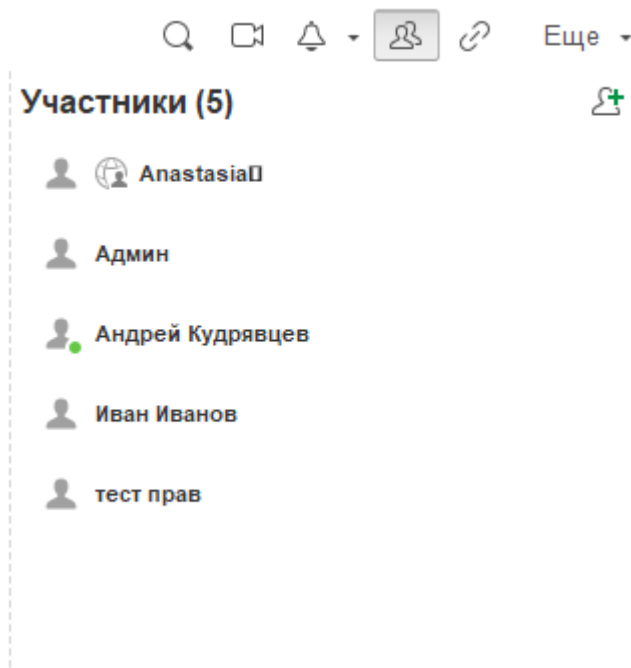 Еще
Участники (5)
Anastasia▯
Админ
Андрей Кудрявцев
Иван Иванов
тест прав